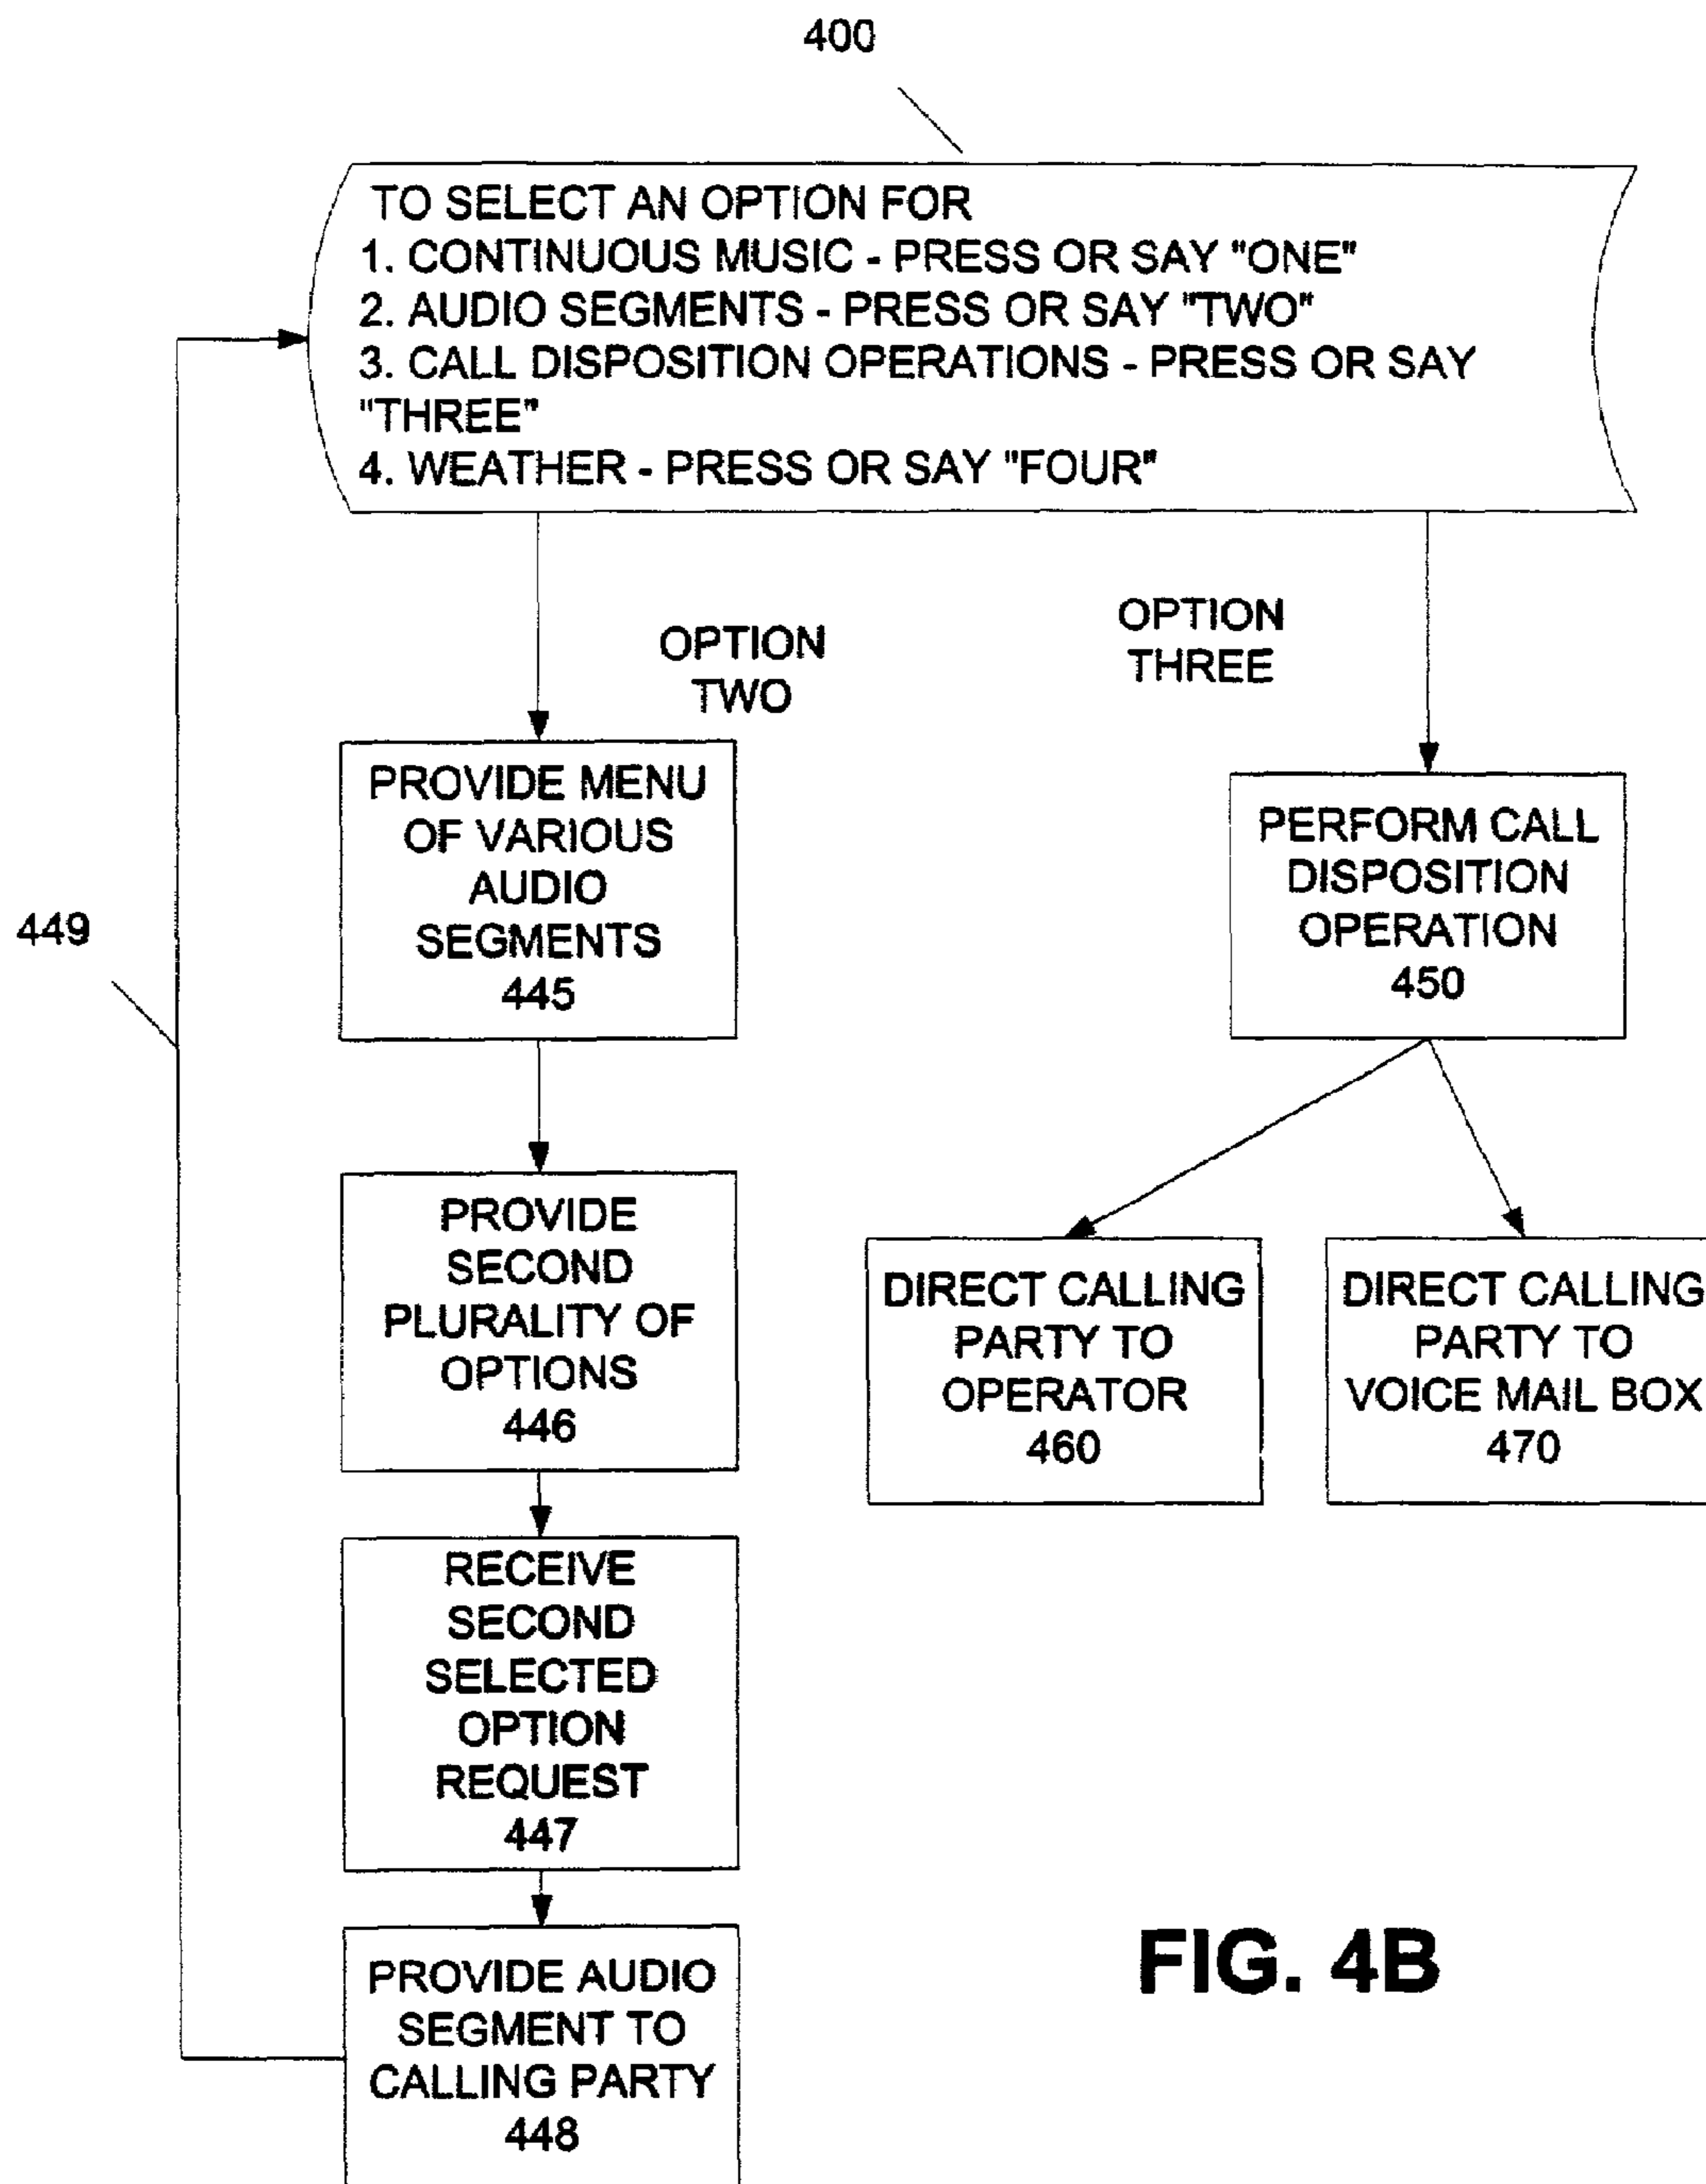 400
TO SELECT AN OPTION FOR
1. CONTINUOUS MUSIC - PRESS OR SAY "ONE"
2. AUDIO SEGMENTS - PRESS OR SAY "TWO"
3. CALL DISPOSITION OPERATIONS - PRESS OR SAY
"THREE"
4. WEATHER - PRESS OR SAY "FOUR"
OPTION
TWO
OPTION
THREE
449
PROVIDE MENU
OF VARIOUS
AUDIO
SEGMENTS
445
PERFORM CALL
DISPOSITION
OPERATION
450
PROVIDE
SECOND
PLURALITY OF
OPTIONS
446
DIRECT CALLING
PARTY TO
OPERATOR
460
DIRECT CALLING
PARTY TO
VOICE MAIL BOX
470
RECEIVE
SECOND
SELECTED
OPTION
REQUEST
447
PROVIDE AUDIO
SEGMENT TO
CALLING PARTY
448
FIG. 4B